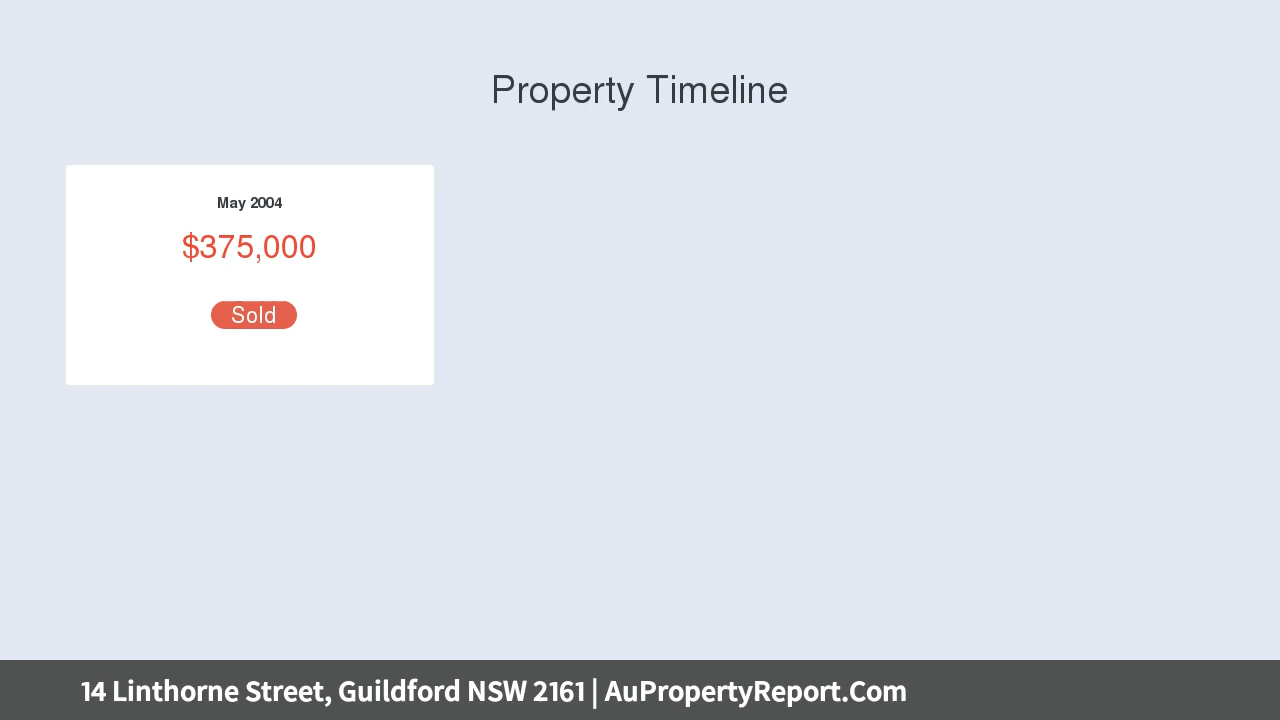 Property Timeline
May 2004
$375,000
Sold
14 Linthorne Street, Guildford NSW 2161 | AuPropertyReport.Com